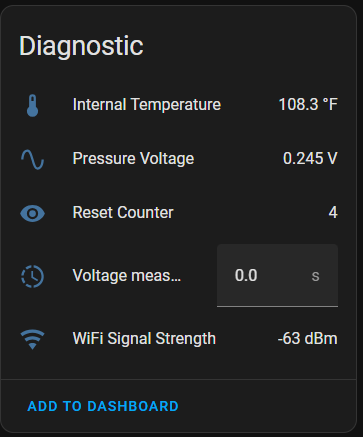 Diagnostic
Internal Temperature 108.3 °F
Pressure Voltage 0.245 V
Reset Counter 4
Voltage meas... 0.0 s
WiFi Signal Strength -63 dBm
ADD TO DASHBOARD